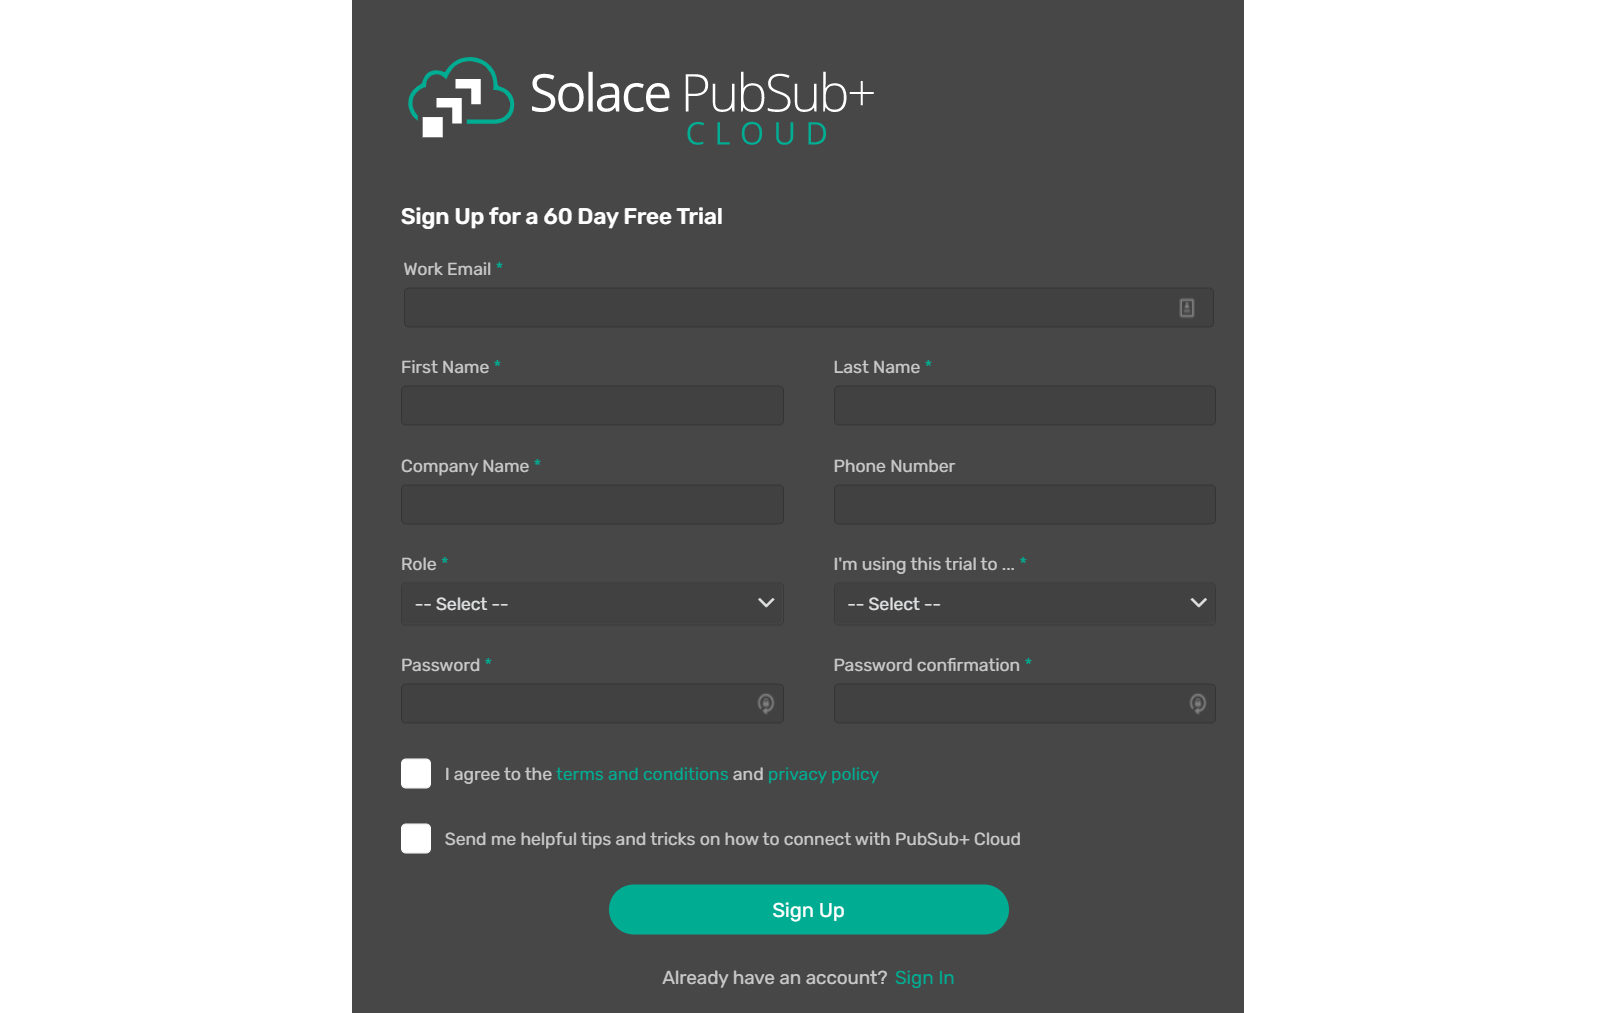 Solace PubSub+
CLOUD
Sign Up for a 60 Day Free Trial
Work Email *
First Name *
Last Name *
Company Name *
Phone Number
Role *
I'm using this trial to ... *
-- Select --
-- Select --
Password *
Password confirmation *
I agree to the terms and conditions and privacy policy
Send me helpful tips and tricks on how to connect with PubSub+ Cloud
Sign Up
Already have an account? Sign In